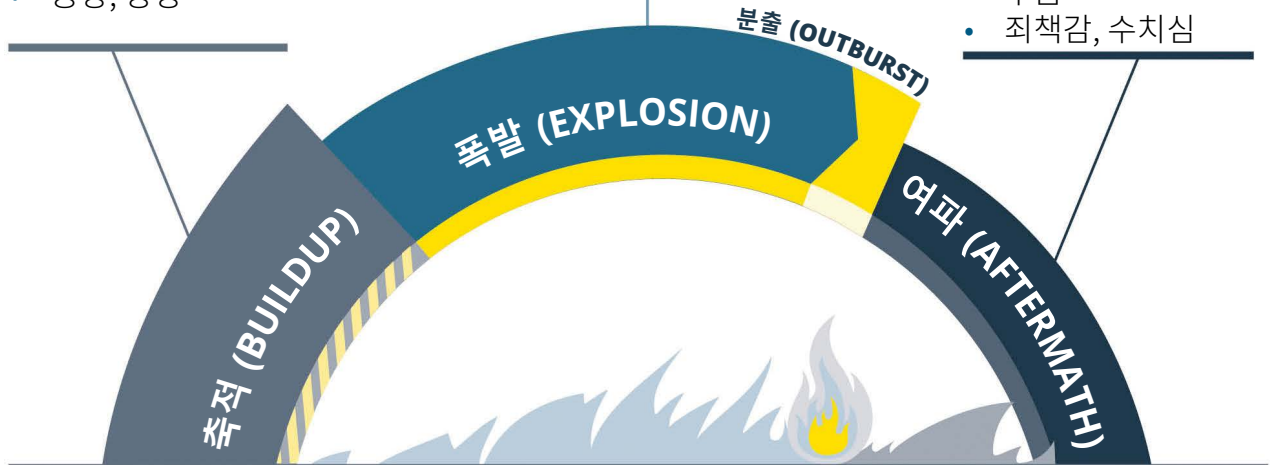 • 죄책감, 수치심
분출 (OUTBURST)
폭발 (EXPLOSION)
축적 (BUILDUP)
여파 (AFTERMATH)